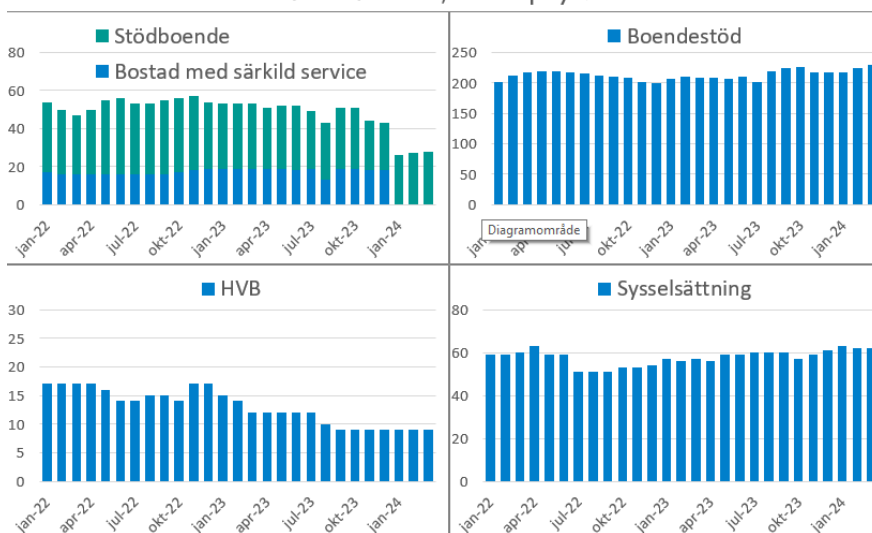 Stödboende
Bostad med särkild service
80
60
40
20
0
jan-22
apr-22
jul-22
okt-22
jan-23
apr-23
jul-23
okt-23
jan-24
Boendestöd
250
200
150
100
50
0
Diagramområde
okt-22
jan-23
apr-23
jul-23
okt-23
jan-24
HVB
30
25
20
15
10
5
0
jan-22
apr-22
jul-22
okt-22
jan-23
apr-23
jul-23
okt-23
jan-24
Sysselsättning
80
60
40
20
0
jan-22
apr-22
jul-22
okt-22
jan-23
apr-23
jul-23
okt-23
jan-24